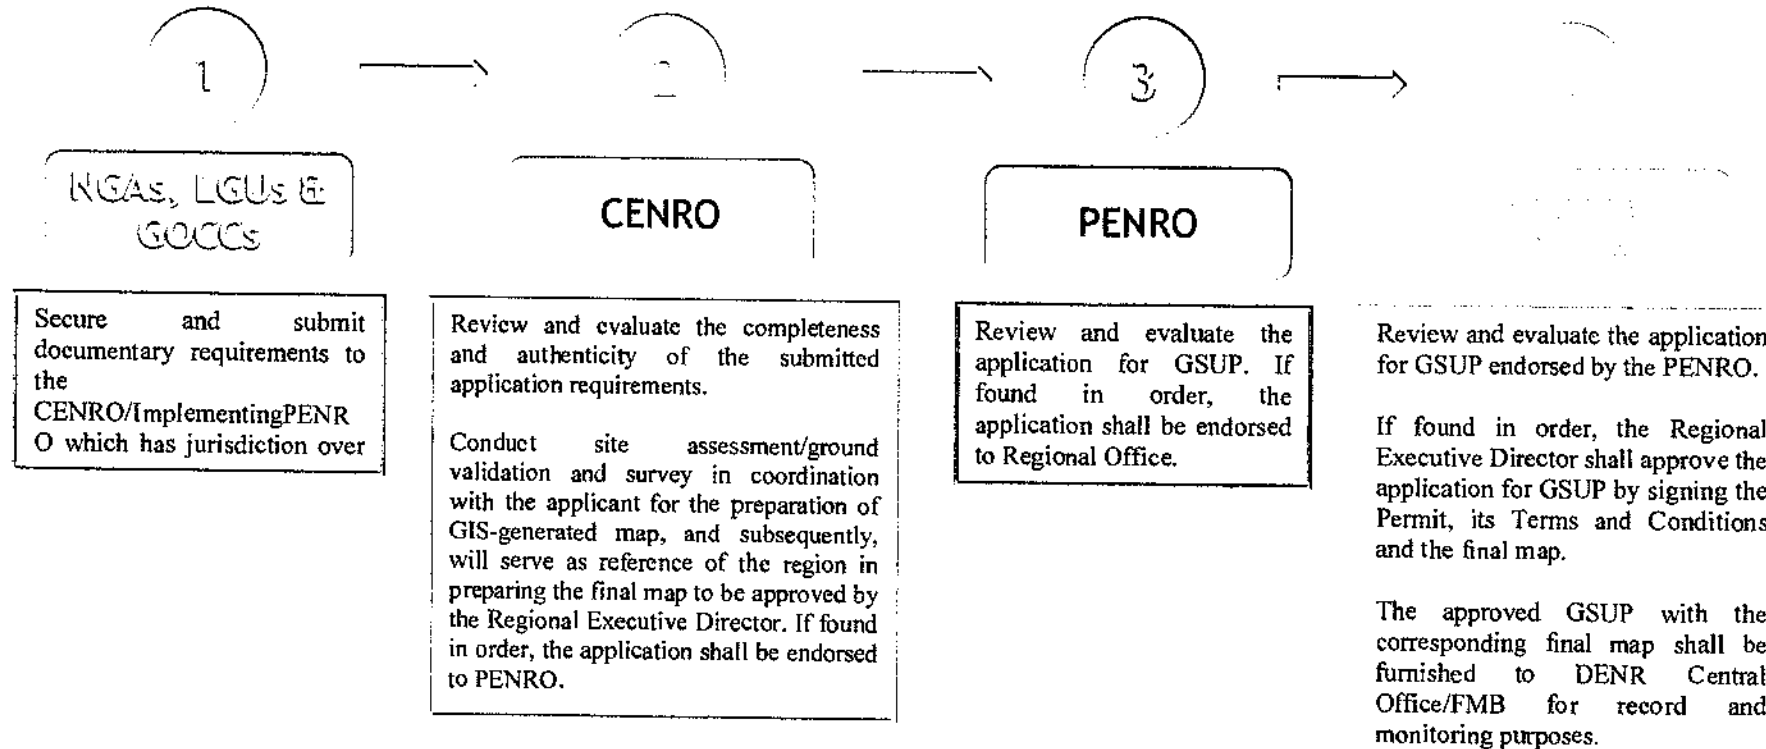 1
2
3
NGAs, LGUs &
GOCCs
CENRO
PENRO
Secure and submit
documentary requirements to
the
CENRO/ImplementingPENR
O which has jurisdiction over
Review and evaluate the completeness
and authenticity of the submitted
application requirements.
Conduct site assessment/ground
validation and survey in coordination
with the applicant for the preparation of
GIS-generated map, and subsequently,
will serve as reference of the region in
preparing the final map to be approved by
the Regional Executive Director. If found
in order, the application shall be endorsed
to PENRO.
Review and evaluate the
application for GSUP. If
found in order, the
application shall be endorsed
to Regional Office.
Review and evaluate the application
for GSUP endorsed by the PENRO.
If found in order, the Regional
Executive Director shall approve the
application for GSUP by signing the
Permit, its Terms and Conditions
and the final map.
The approved GSUP with the
corresponding final map shall be
furnished to DENR Central
Office/FMB for record and
monitoring purposes.